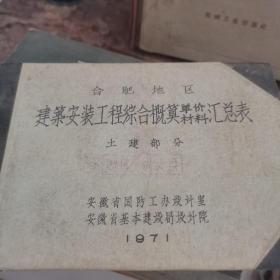 合肥地区
建筑安装工程综合概算单价材料汇总表
土建部分
安徽省国防工办设计室
安徽省基本建设局设计院
1971